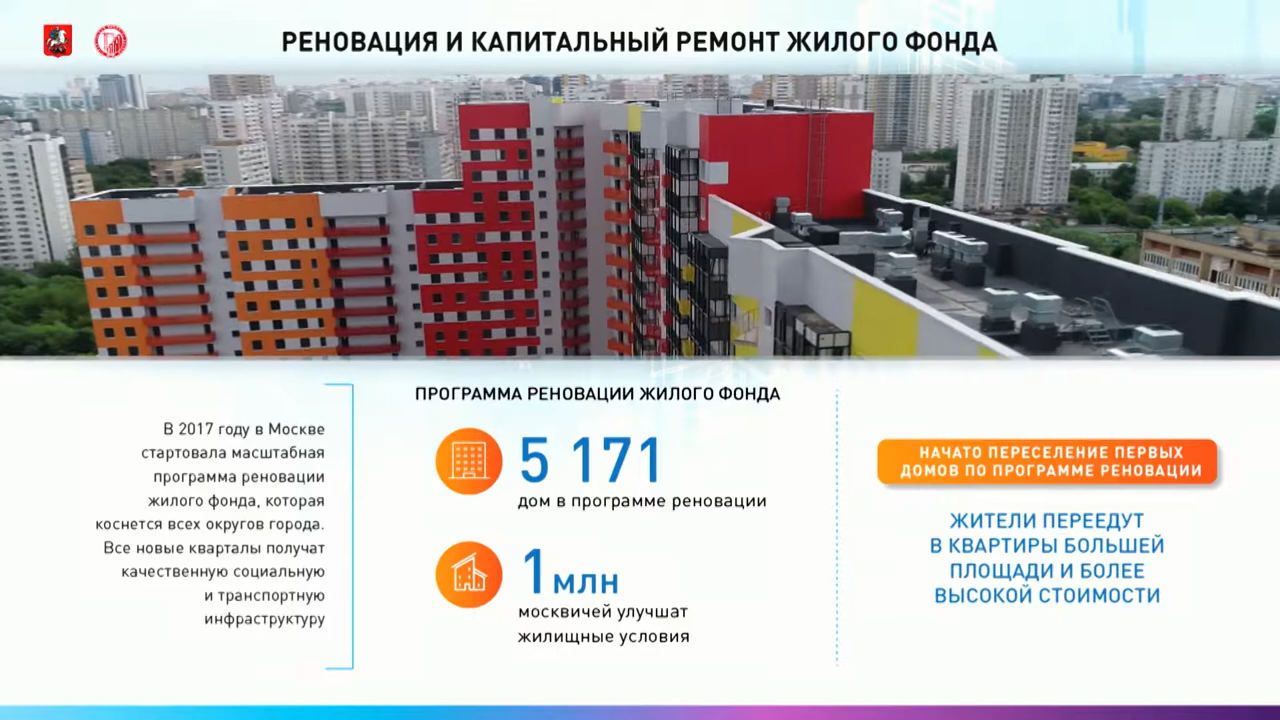 РЕНОВАЦИЯ И КАПИТАЛЬНЫЙ РЕМОНТ ЖИЛОГО ФОНДА
В 2017 году в Москве
стартовала масштабная
программа реновации
жилого фонда, которая
коснется всех округов города.
Все новые кварталы получат
качественную социальную
и транспортную
инфраструктуру
ПРОГРАММА РЕНОВАЦИИ ЖИЛОГО ФОНДА
5 171
дом в программе реновации
1 млн
москвичей улучшат
жилищные условия
НАЧАТО ПЕРЕСЕЛЕНИЕ ПЕРВЫХ
ДОМОВ ПО ПРОГРАММЕ РЕНОВАЦИИ
ЖИТЕЛИ ПЕРЕЕДУТ
В КВАРТИРЫ БОЛЬШЕЙ
ПЛОЩАДИ И БОЛЕЕ
ВЫСОКОЙ СТОИМОСТИ